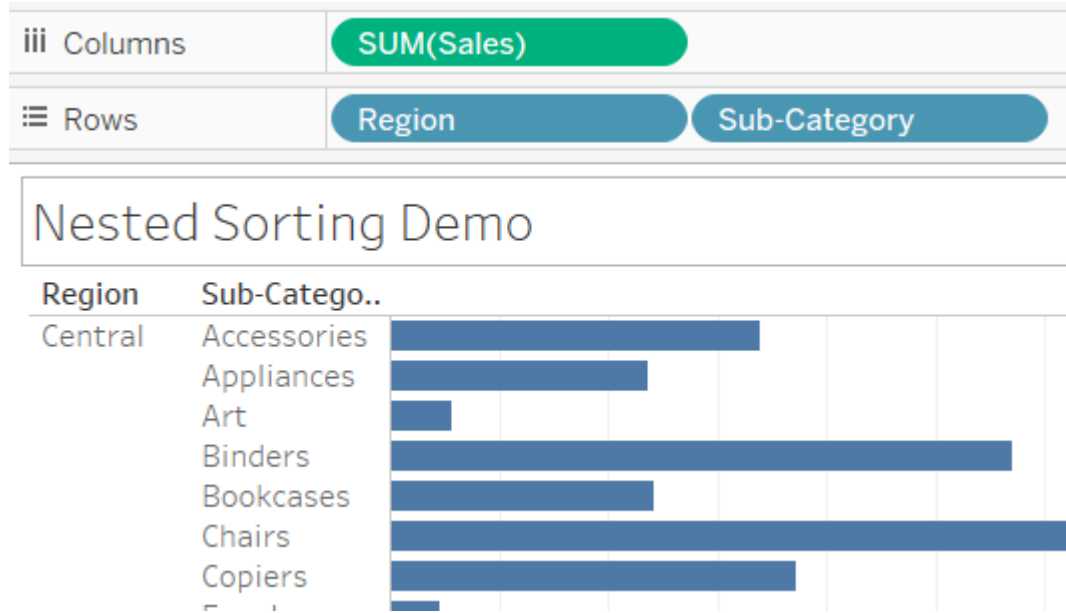 Columns SUM(Sales)
Rows Region Sub-Category
Nested Sorting Demo
Region Sub-Catego..
Central Accessories
Appliances
Art
Binders
Bookcases
Chairs
Copiers